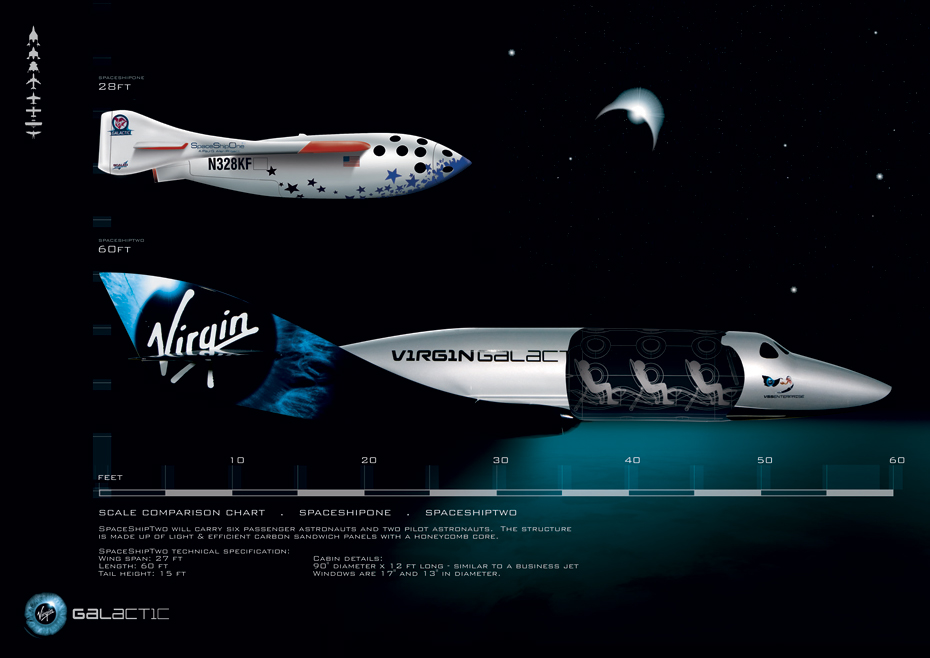 SPACESHIPONE
28FT
GALACTIC
SpaceShipOne
N328KF
SPACESHIPTWO
60FT
Virgin
VIRGIN GALACT
VSS ENTERPRISE
10 20 30 40 50 60
FEET
SCALE COMPARISON CHART . SPACESHIPONE . SPACESHIPTWO
SPACESHIPTWO WILL CARRY SIX PASSENGER ASTRONAUTS AND TWO PILOT ASTRONAUTS. THE STRUCTURE
IS MADE UP OF LIGHT & EFFICIENT CARBON SANDWICH PANELS WITH A HONEYCOMB CORE.
SPACESHIPTWO TECHNICAL SPECIFICATION:
WING SPAN: 27 FT
LENGTH: 60 FT
TAIL HEIGHT: 15 FT
CABIN DETAILS:
90" DIAMETER X 12 FT LONG - SIMILAR TO A BUSINESS JET
WINDOWS ARE 17" AND 13" IN DIAMETER.
Virgin GALACTIC